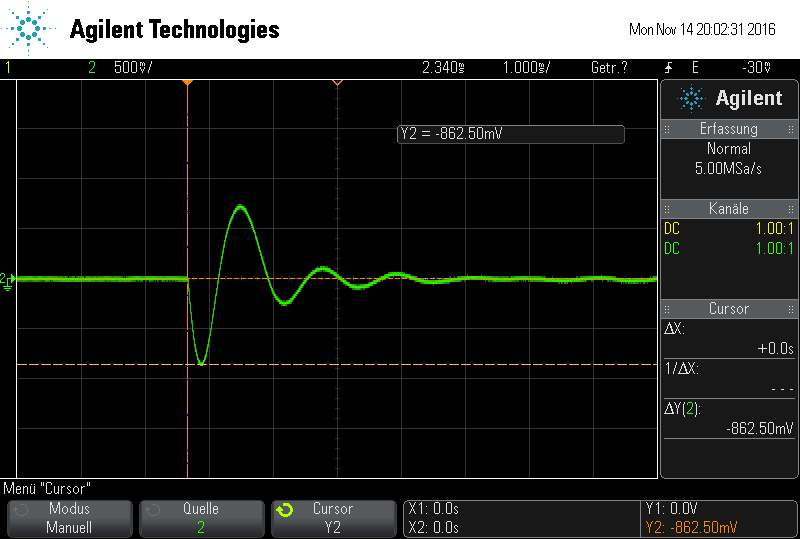 Agilent Technologies
Mon Nov 14 20:02:31 2016
1 2 500mV/ 2.340s 1.000s/ Getr.? E -30mV
Agilent
Y2 = -862.50mV
Erfassung
Normal
5.00MSa/s
Kanäle
DC 1.00:1
DC 1.00:1
2
Cursor
ΔX:
+0.0s
1/ΔX:
- - -
ΔY(2):
-862.50mV
Menü "Cursor"
Modus
Manuell
Quelle
2
Cursor
Y2
X1: 0.0s
X2: 0.0s
Y1: 0.0V
Y2: -862.50mV